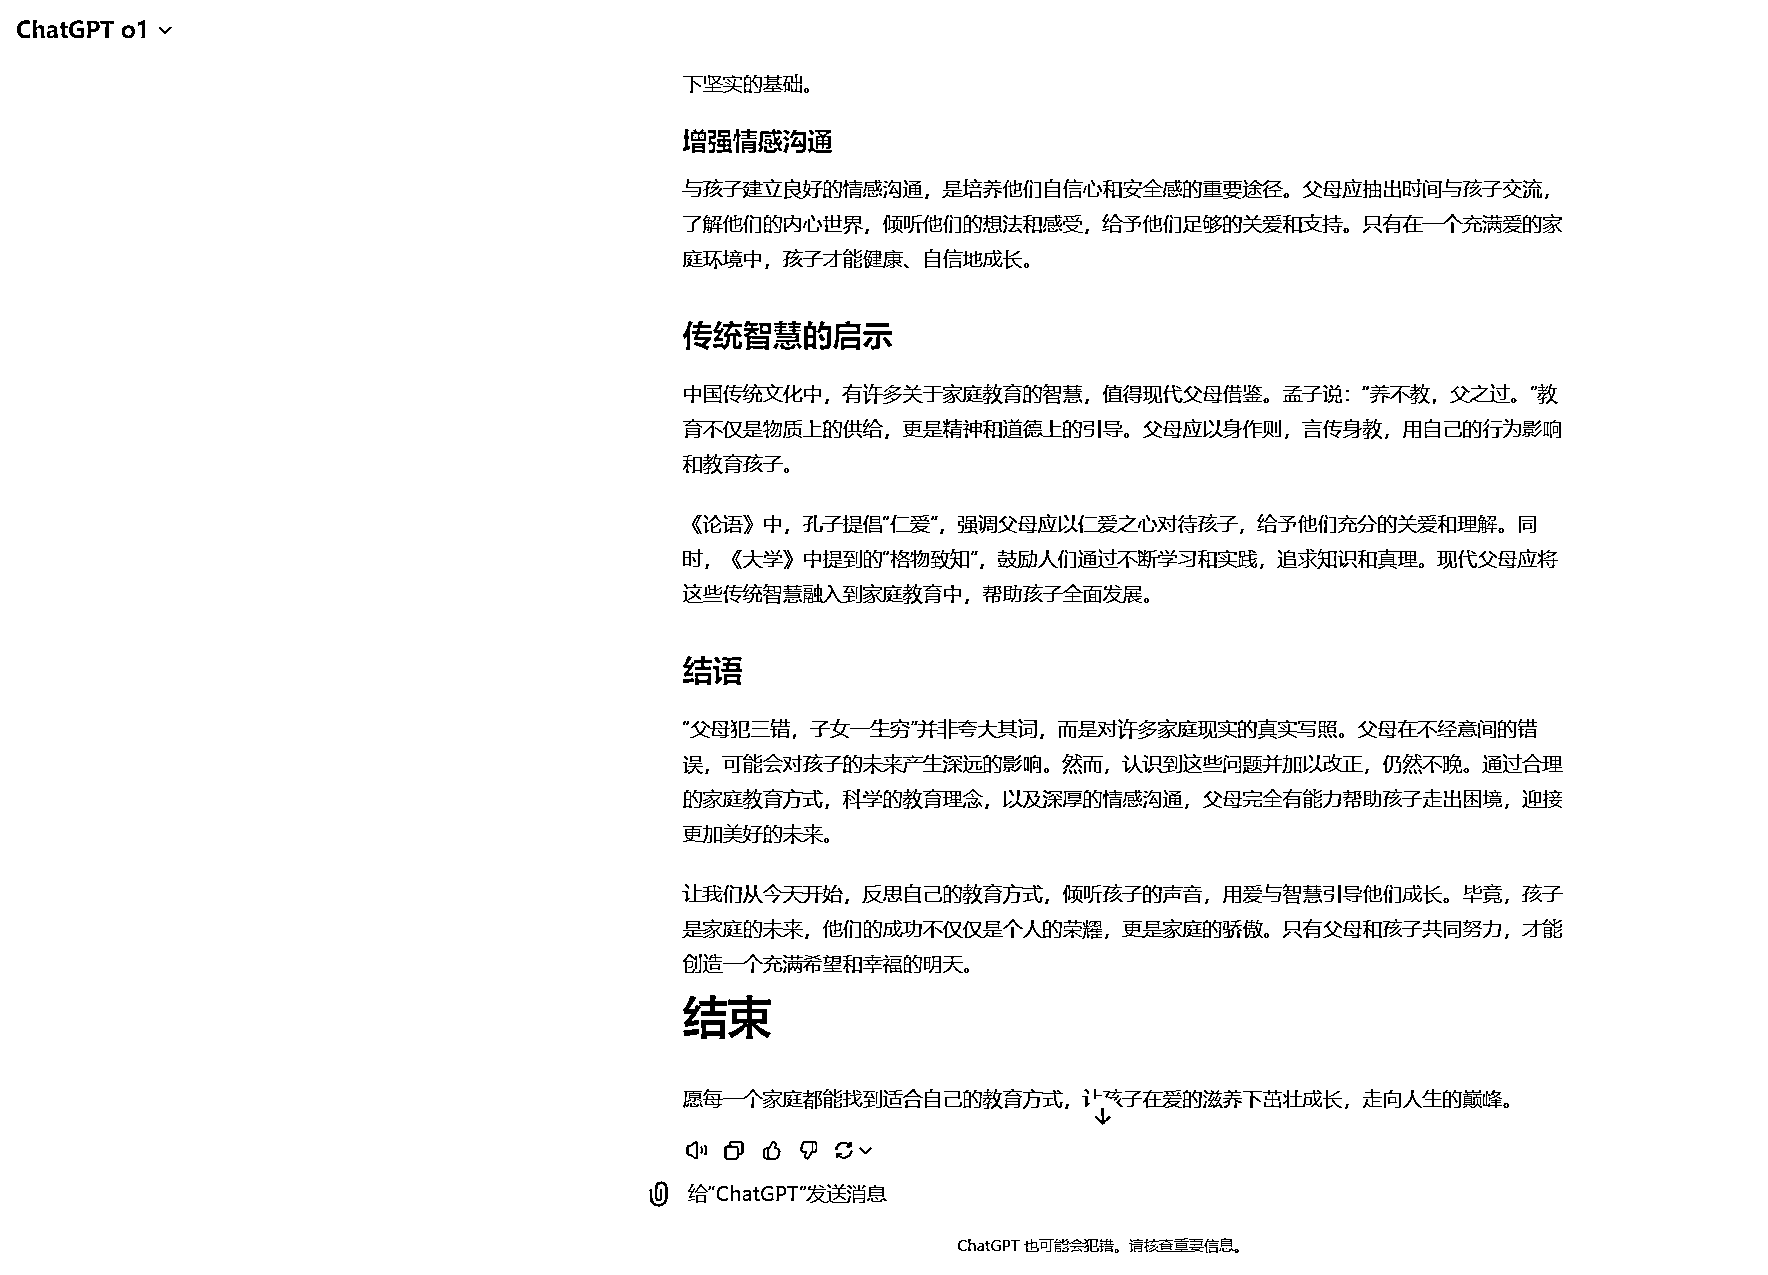 ChatGPT o1
下坚实的基础。
增强情感沟通
与孩子建立良好的情感沟通，是培养他们自信心和安全感的重要途径。父母应抽出时间与孩子交流，
了解他们的内心世界，倾听他们的想法和感受，给予他们足够的关爱和支持。只有在一个充满爱的家
庭环境中，孩子才能健康、自信地成长。
传统智慧的启示
中国传统文化中，有许多关于家庭教育的智慧，值得现代父母借鉴。孟子说：“养不教，父之过。”教
育不仅是物质上的供给，更是精神和道德上的引导。父母应以身作则，言传身教，用自己的行为影响
和教育孩子。
《论语》中，孔子提倡“仁爱”，强调父母应以仁爱之心对待孩子，给予他们充分的关爱和理解。同
时，《大学》中提到的“格物致知”，鼓励人们通过不断学习和实践，追求知识和真理。现代父母应将
这些传统智慧融入到家庭教育中，帮助孩子全面发展。
结语
“父母犯三错，子女一生穷”并非夸大其词，而是对许多家庭现实的真实写照。父母在不经意间的错
误，可能会对孩子的未来产生深远的影响。然而，认识到这些问题并加以改正，仍然不晚。通过合理
的家庭教育方式，科学的教育理念，以及深厚的情感沟通，父母完全有能力帮助孩子走出困境，迎接
更加美好的未来。
让我们从今天开始，反思自己的教育方式，倾听孩子的声音，用爱与智慧引导他们成长。毕竟，孩子
是家庭的未来，他们的成功不仅仅是个人的荣耀，更是家庭的骄傲。只有父母和孩子共同努力，才能
创造一个充满希望和幸福的明天。
结束
愿每一个家庭都能找到适合自己的教育方式，让孩子在爱的滋养下茁壮成长，走向人生的巅峰。
给“ChatGPT”发送消息
ChatGPT 也可能会犯错。请核查重要信息。